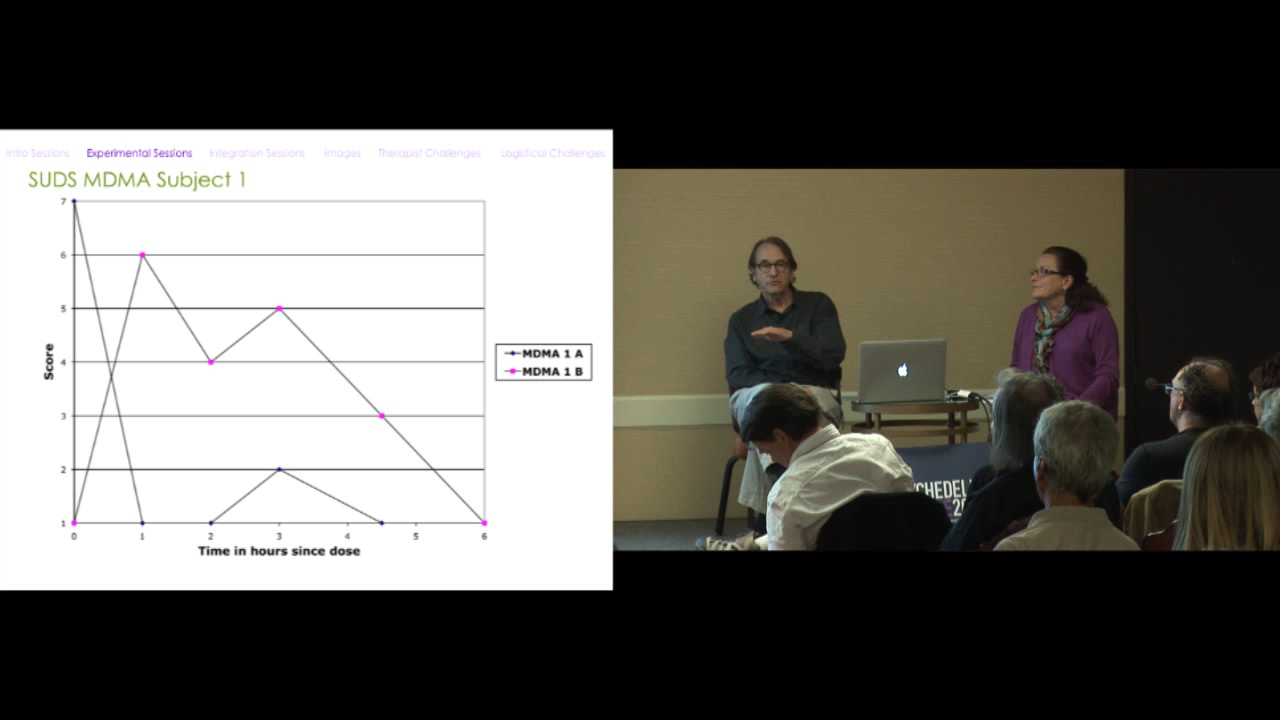 Intro Sessions Experimental Sessions Integration Sessions Images Therapist Challenges Logistical Challenges
SUDS MDMA Subject 1
7
6
5
4
3
2
1
Score
0 1 2 3 4 5 6
Time in hours since dose
MDMA 1 A
MDMA 1 B
CHEDEL
20